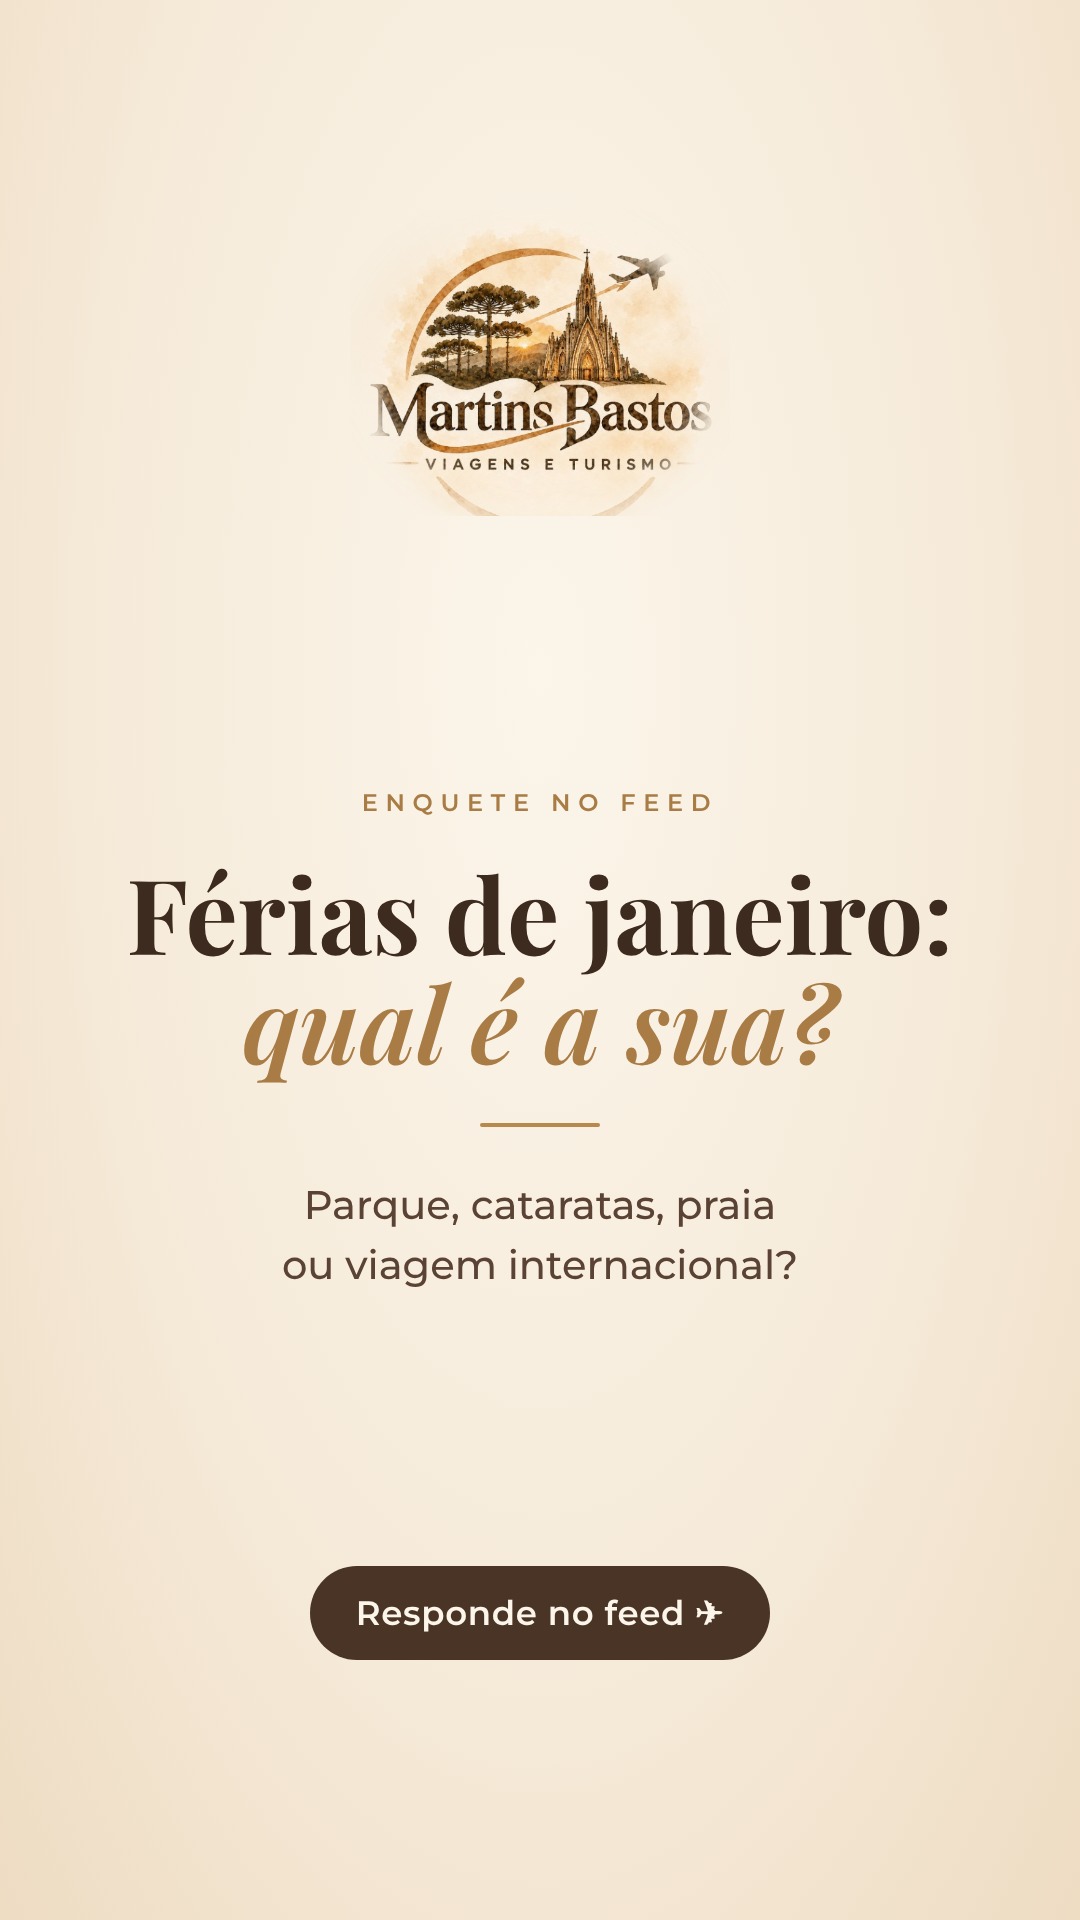 Martins Bastos
VIAGENS E TURISMO
ENQUETE NO FEED
Férias de janeiro:
qual é a sua?
Parque, cataratas, praia
ou viagem internacional?
Responde no feed ✈